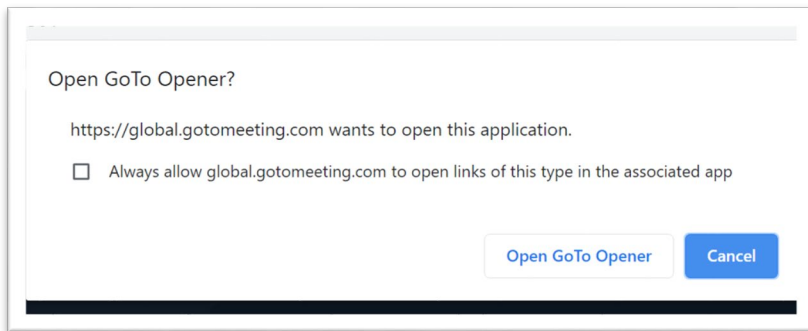 Open GoTo Opener?
https://global.gotomeeting.com wants to open this application.
Always allow global.gotomeeting.com to open links of this type in the associated app
Open GoTo Opener
Cancel